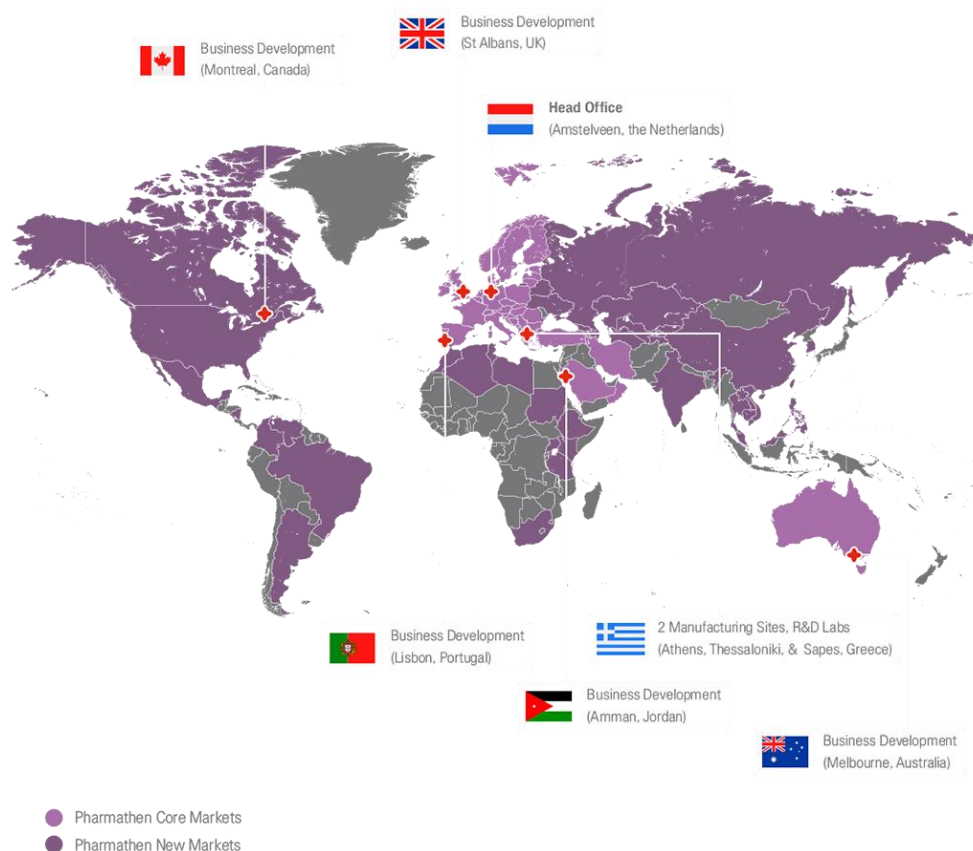 Business Development
(Montreal, Canada)
Business Development
(St Albans, UK)
Head Office
(Amstelveen, the Netherlands)
Business Development
(Lisbon, Portugal)
2 Manufacturing Sites, R&D Labs
(Athens, Thessaloniki, & Sapes, Greece)
Business Development
(Amman, Jordan)
Business Development
(Melbourne, Australia)
Pharmathen Core Markets
Pharmathen New Markets